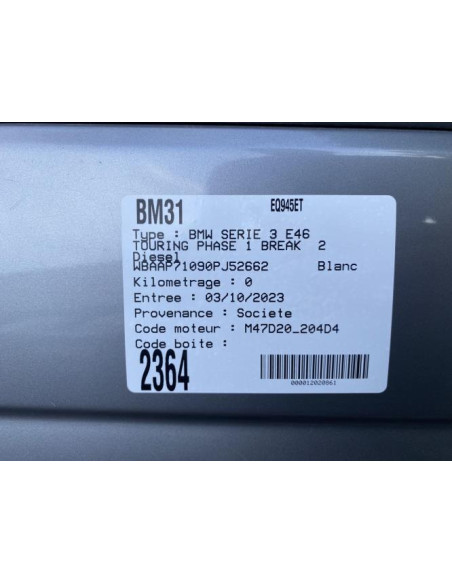 BM31 EQ945ET
Type : BMW SERIE 3 E46
TOURING PHASE 1 BREAK 2
Diesel
WBAAP71090PJ52662 Blanc
Kilometrage : 0
Entree : 03/10/2023
Provenance : Societe
Code moteur : M47D20_204D4
Code boite :
2364
000012028961